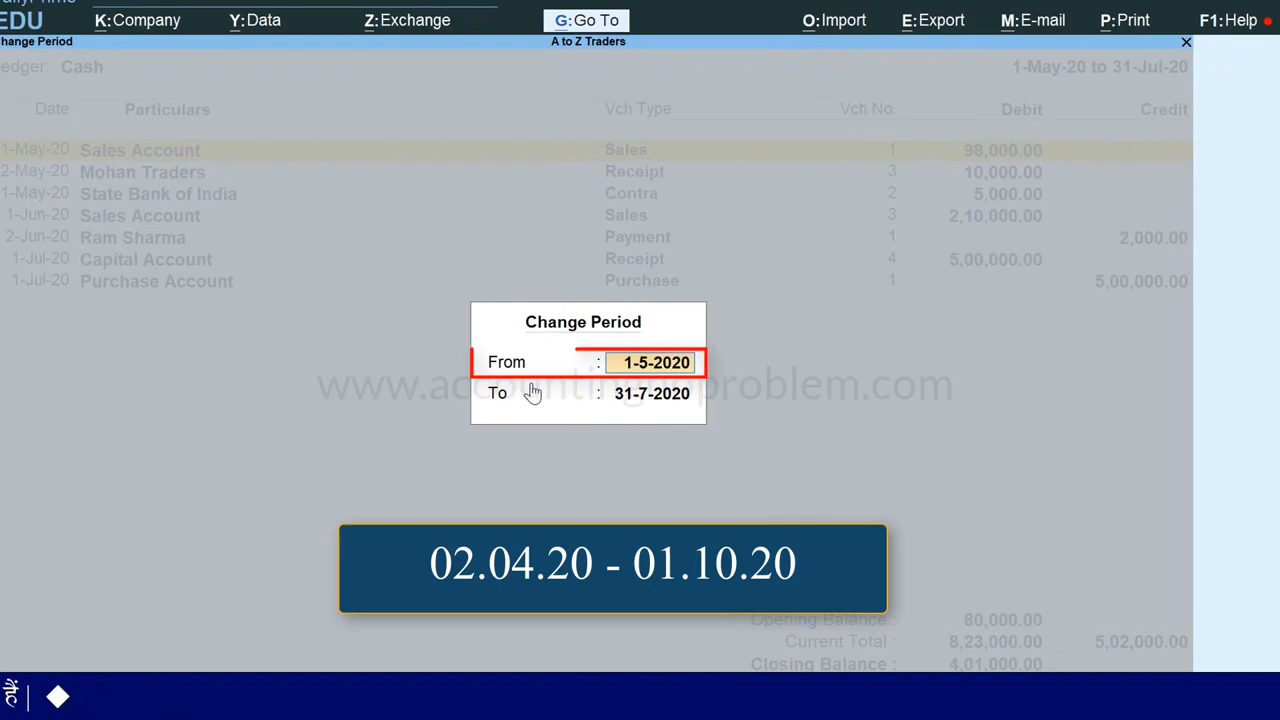 EDU K:Company Y:Data Z:Exchange G:Go To O:Import E:Export M:E-mail P:Print F1:Help
hange Period A to Z Traders
edger: Cash 1-May-20 to 31-Jul-20
Date Particulars Vch Type Vch No. Debit Credit
1-May-20 Sales Account Sales 1 98,000.00
2-May-20 Mohan Traders Receipt 3 10,000.00
1-May-20 State Bank of India Contra 2 5,000.00
1-Jun-20 Sales Account Sales 3 2,10,000.00
2-Jun-20 Ram Sharma Payment 1 2,000.00
1-Jul-20 Capital Account Receipt 4 5,00,000.00
1-Jul-20 Purchase Account Purchase 1 5,00,000.00
Change Period
From : 1-5-2020
To : 31-7-2020
www.accountingnoproblem.com
02.04.20 - 01.10.20
Opening Balance : 80,000.00
Current Total : 8,23,000.00 5,02,000.00
Closing Balance : 4,01,000.00